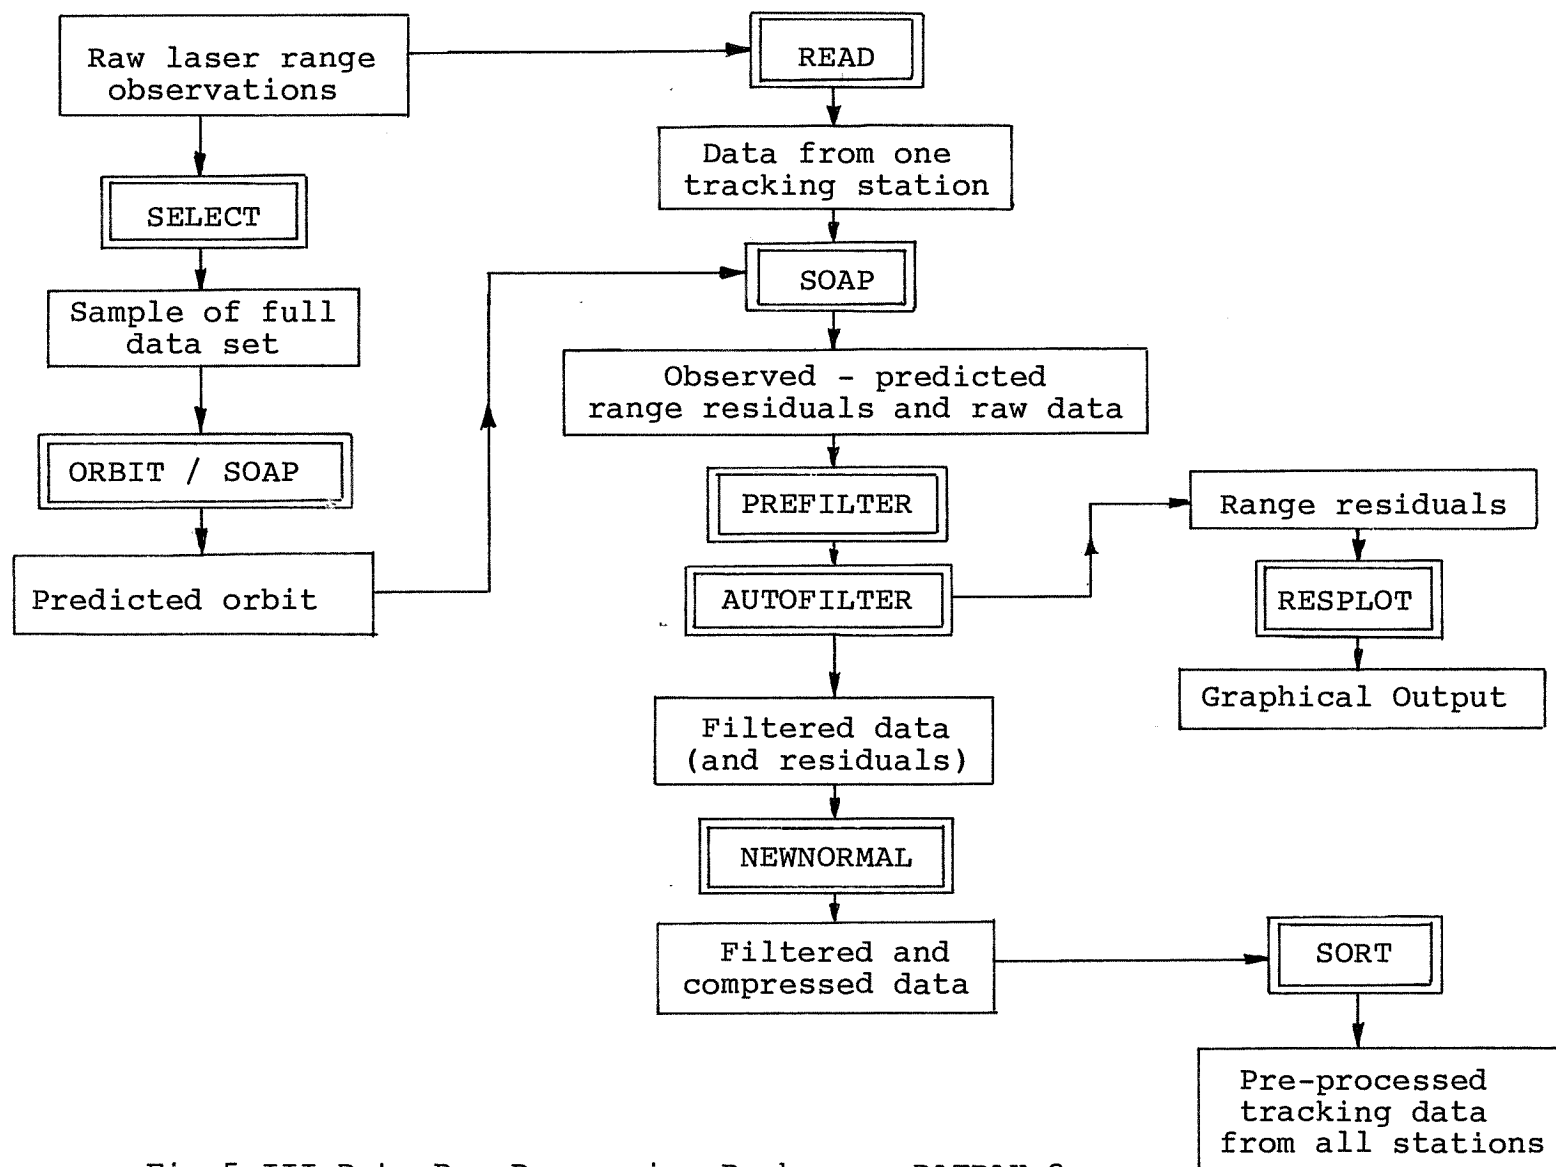 Raw laser range
observations
READ
Data from one
tracking station
SELECT
SOAP
Sample of full
data set
Observed - predicted
range residuals and raw data
ORBIT / SOAP
PREFILTER
Range residuals
Predicted orbit
AUTOFILTER
RESPLOT
Graphical Output
Filtered data
(and residuals)
NEWNORMAL
Filtered and
compressed data
SORT
Pre-processed
tracking data
from all stations